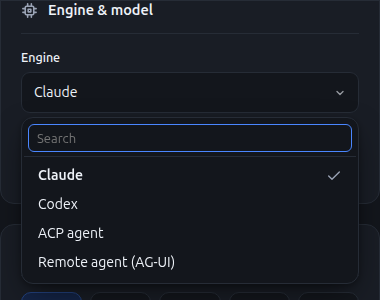 Engine & model
Engine
Claude
Search
Claude
Codex
ACP agent
Remote agent (AG-UI)